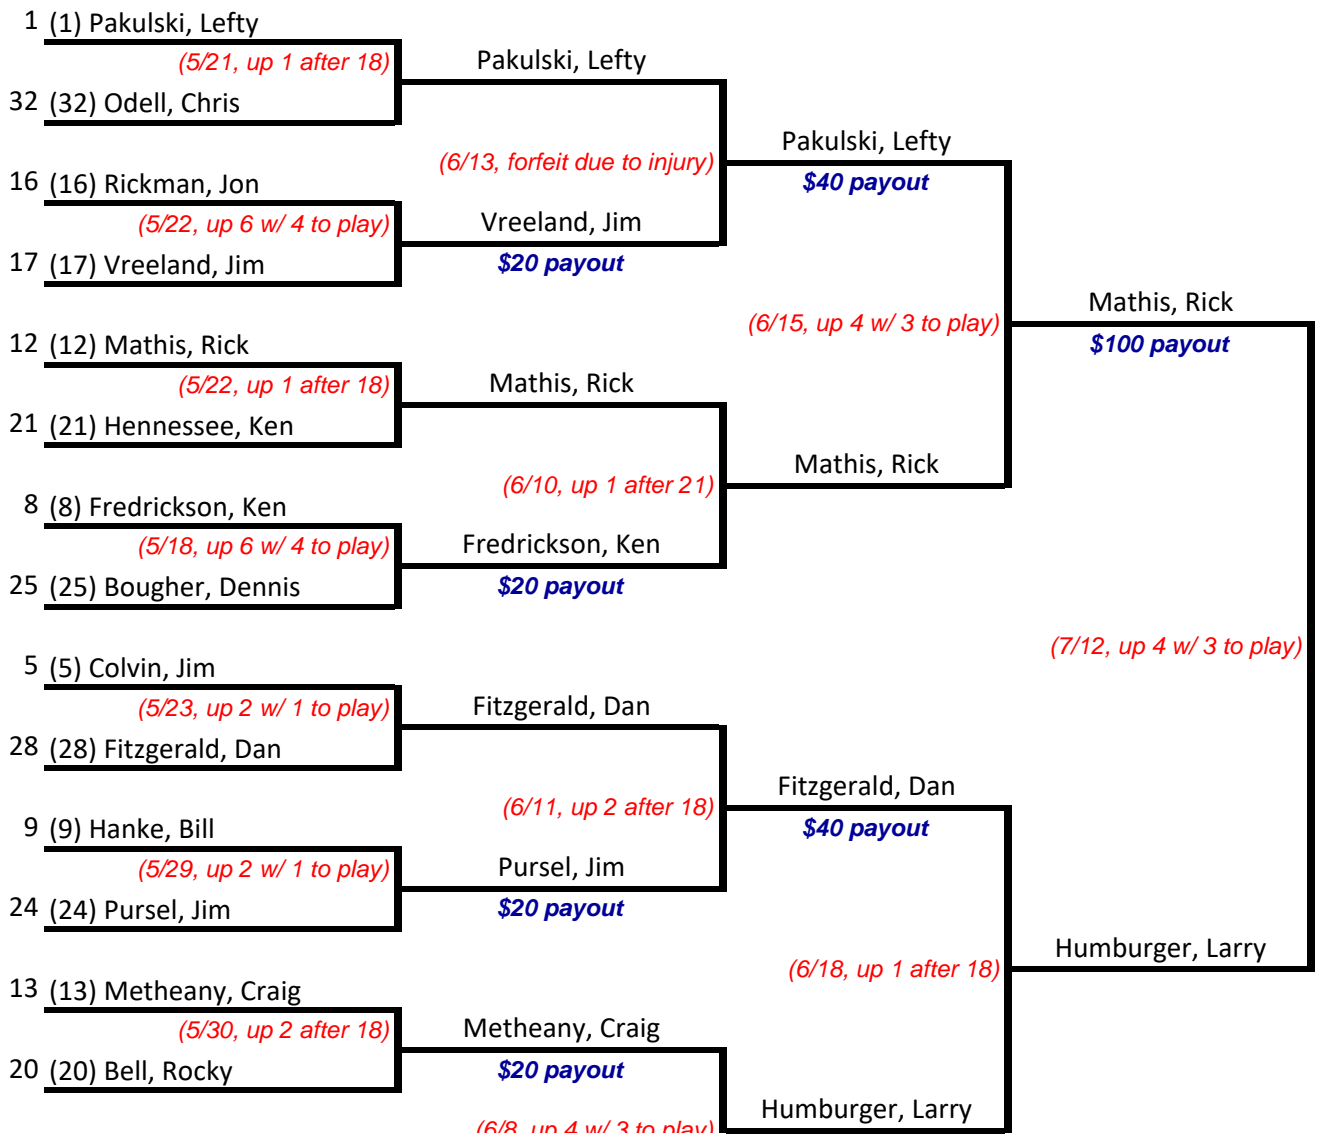 1 (1) Pakulski, Lefty
(5/21, up 1 after 18)
Pakulski, Lefty
32 (32) Odell, Chris
(6/13, forfeit due to injury)
Pakulski, Lefty
$40 payout
16 (16) Rickman, Jon
(5/22, up 6 w/ 4 to play)
Vreeland, Jim
$20 payout
17 (17) Vreeland, Jim
(6/15, up 4 w/ 3 to play)
Mathis, Rick
$100 payout
12 (12) Mathis, Rick
(5/22, up 1 after 18)
Mathis, Rick
21 (21) Hennessee, Ken
(6/10, up 1 after 21)
Mathis, Rick
8 (8) Fredrickson, Ken
(5/18, up 6 w/ 4 to play)
Fredrickson, Ken
$20 payout
25 (25) Bougher, Dennis
(7/12, up 4 w/ 3 to play)
5 (5) Colvin, Jim
(5/23, up 2 w/ 1 to play)
Fitzgerald, Dan
28 (28) Fitzgerald, Dan
(6/11, up 2 after 18)
Fitzgerald, Dan
$40 payout
9 (9) Hanke, Bill
(5/29, up 2 w/ 1 to play)
Pursel, Jim
$20 payout
24 (24) Pursel, Jim
(6/18, up 1 after 18)
Humburger, Larry
13 (13) Metheany, Craig
(5/30, up 2 after 18)
Metheany, Craig
$20 payout
20 (20) Bell, Rocky
(6/8, up 4 w/ 3 to play)
Humburger, Larry